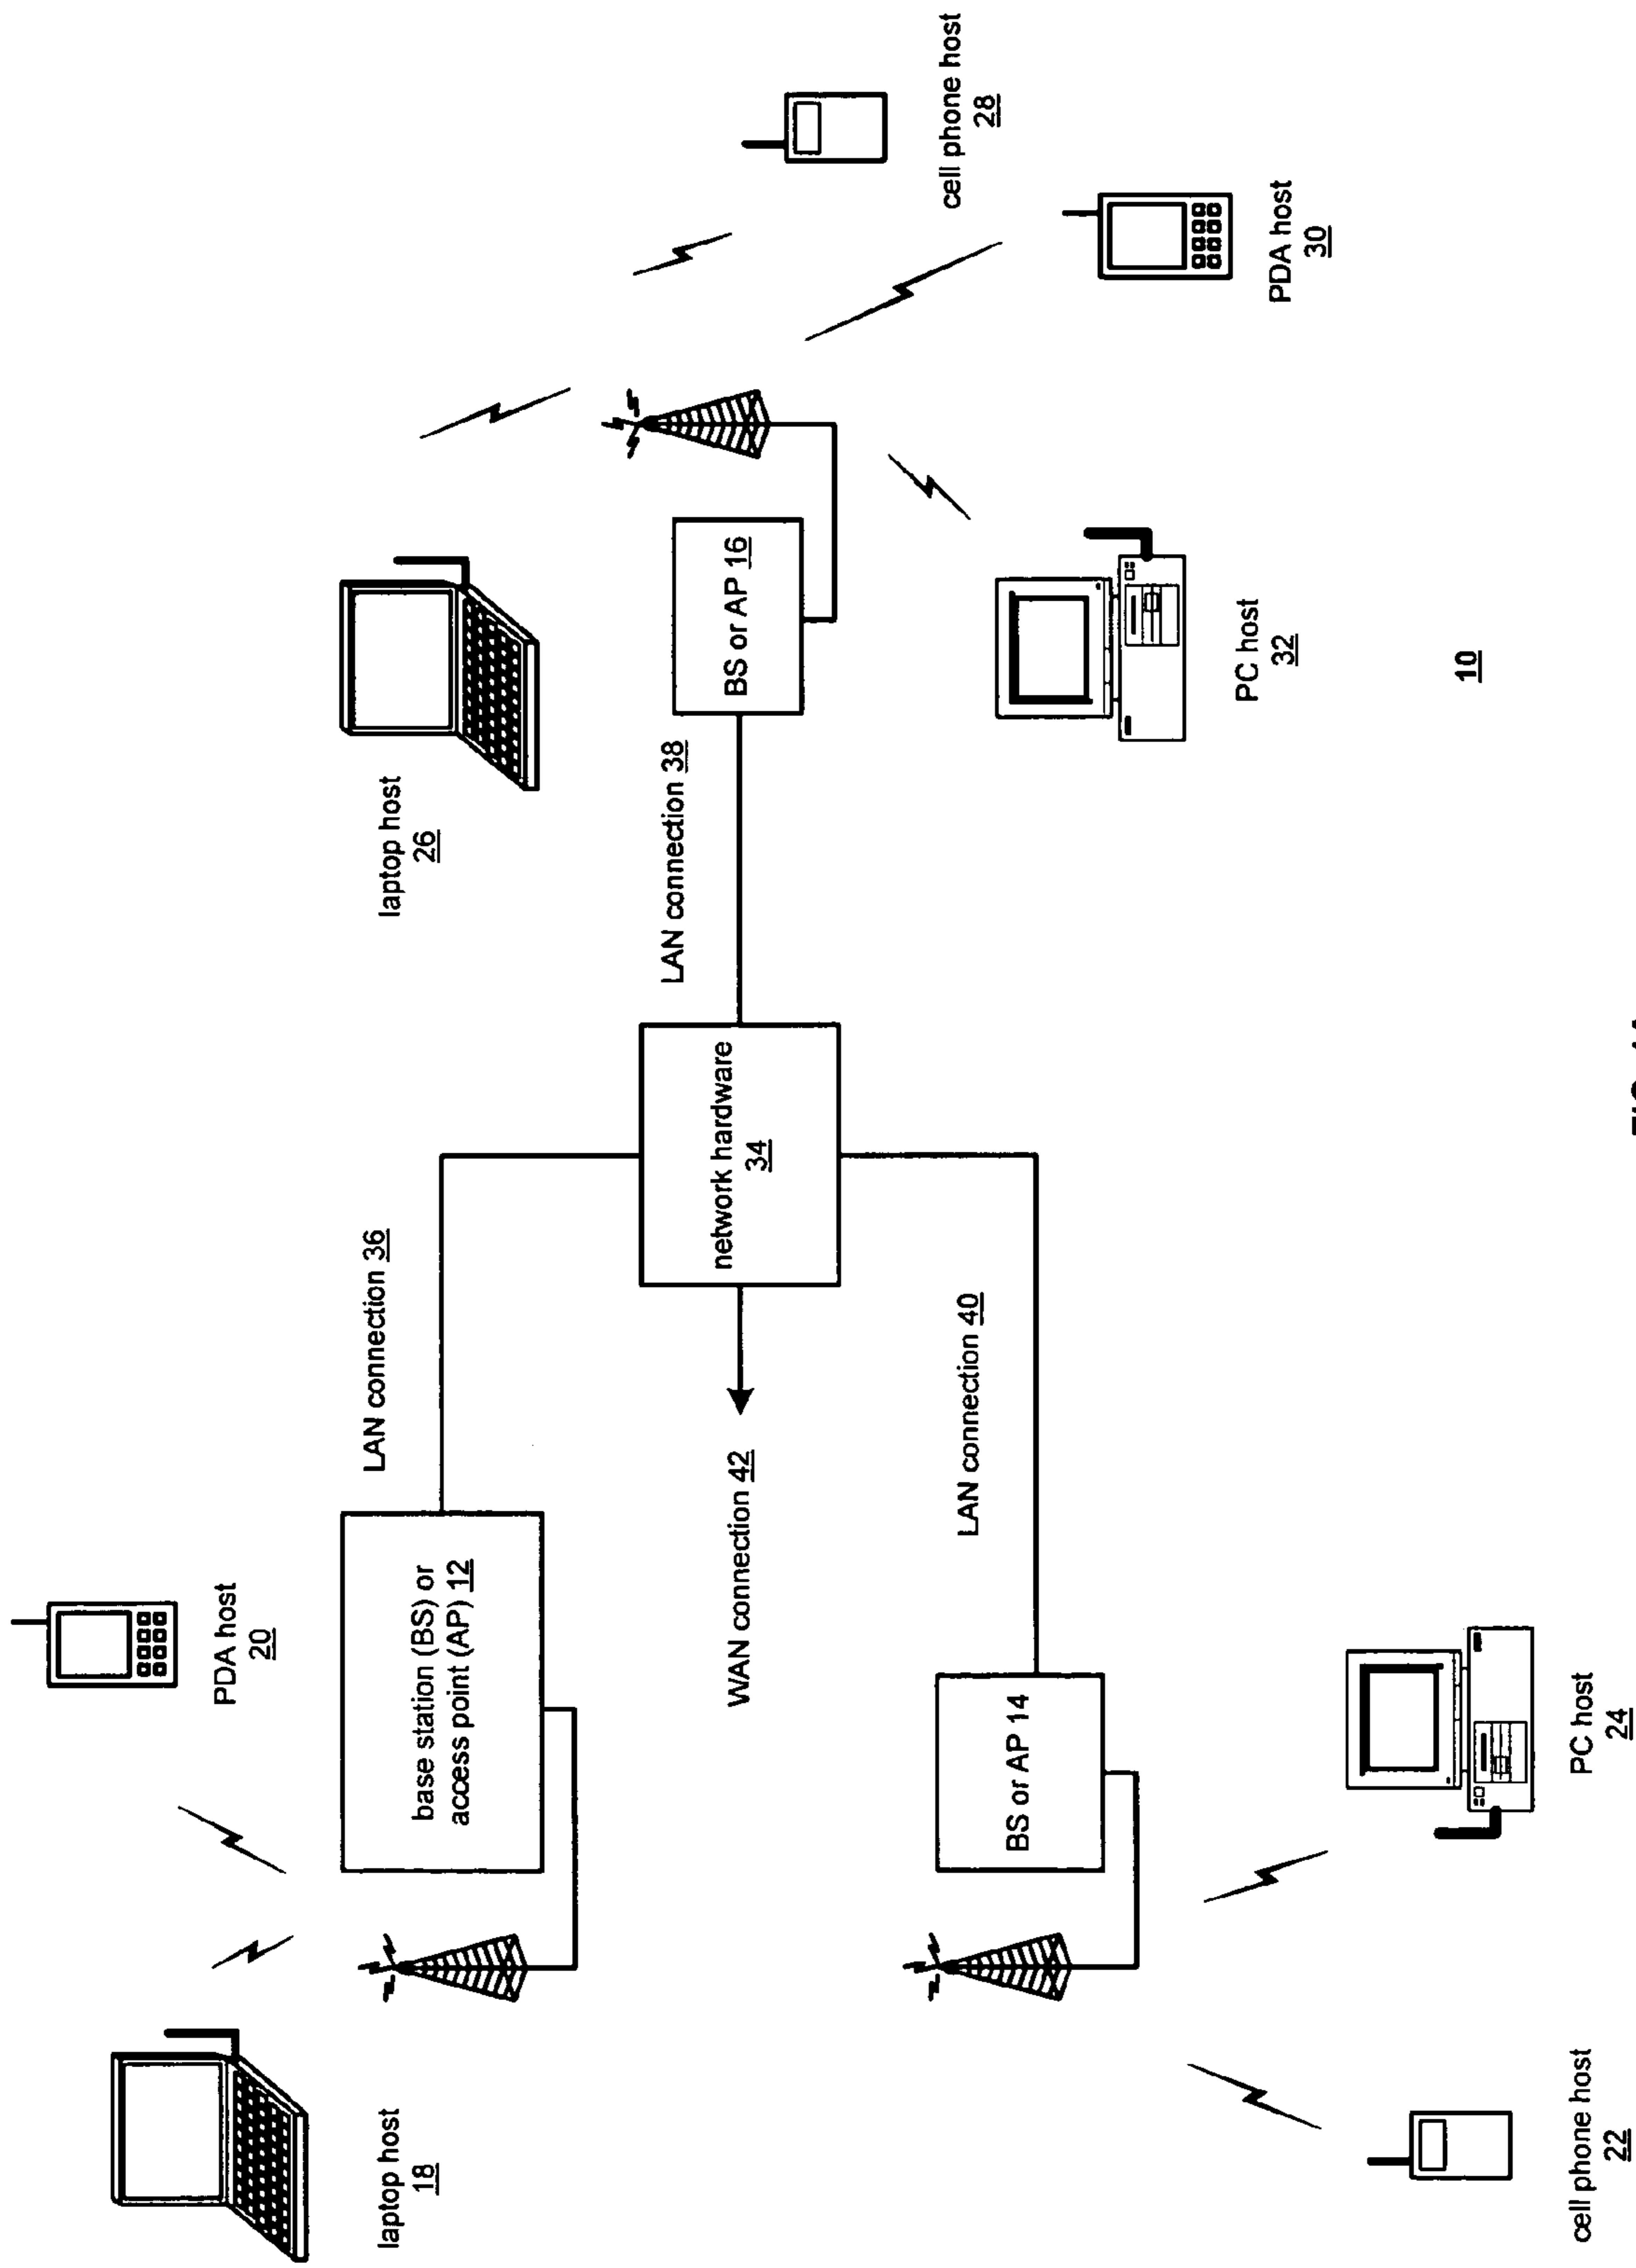 PDA host
20
laptop host
18
LAN connection 36
laptop host
26
base station (BS) or
access point (AP) 12
LAN connection 38
network hardware
34
BS or AP 16
WAN connection 42
cell phone host
28
LAN connection 40
BS or AP 14
PC host
32
PDA host
30
10
cell phone host
22
PC host
24